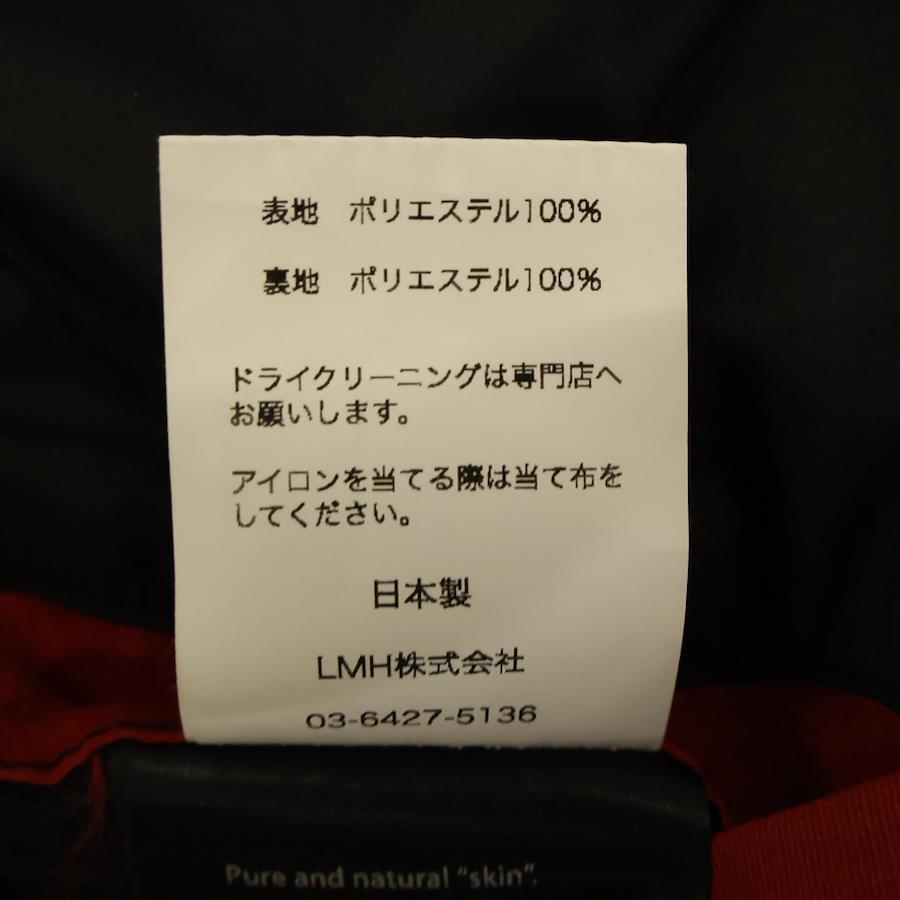 表地　ポリエステル100%
裏地　ポリエステル100%
ドライクリーニングは専門店へ
お願いします。
アイロンを当てる際は当て布を
してください。
日本製
LMH株式会社
03-6427-5136
Pure and natural "skin".